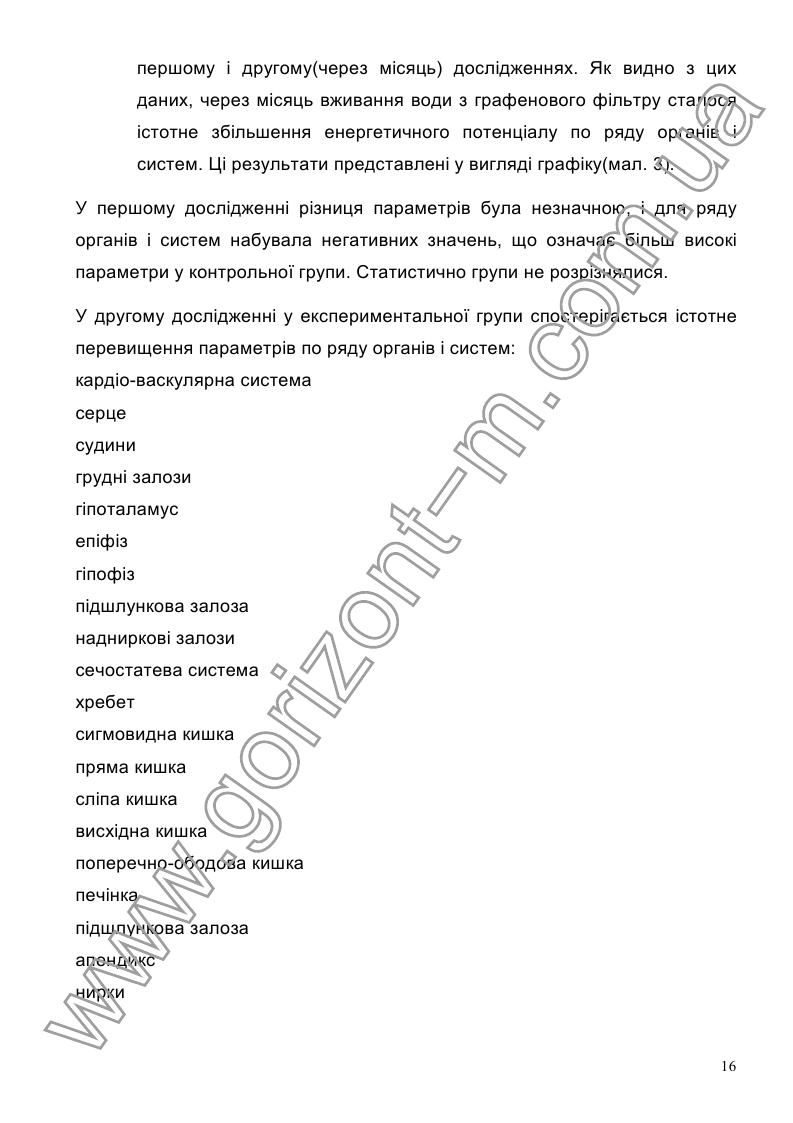 першому і другому(через місяць) дослідженнях. Як видно з цих
даних, через місяць вживання води з графенового фільтру сталося
істотне збільшення енергетичного потенціалу по ряду органів і
систем. Ці результати представлені у вигляді графіку(мал. 3).
У першому дослідженні різниця параметрів була незначною, і для ряду
органів і систем набувала негативних значень, що означає більш високі
параметри у контрольної групи. Статистично групи не розрізнялися.
У другому дослідженні у експериментальної групи спостерігається істотне
перевищення параметрів по ряду органів і систем:
кардіо-васкулярна система
серце
судини
грудні залози
гіпоталамус
епіфіз
гіпофіз
підшлункова залоза
надниркові залози
сечостатева система
хребет
сигмовидна кишка
пряма кишка
сліпа кишка
висхідна кишка
поперечно-ободова кишка
печінка
підшлункова залоза
апендикс
нирки
www.gorizont-m.com.ua
16